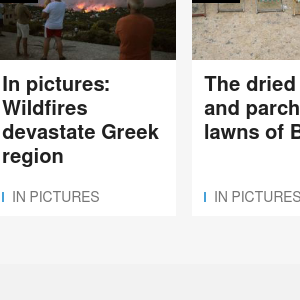 In pictures:
Wildfires
devastate Greek
region
IN PICTURES
The dried
and parch
lawns of B
IN PICTURES